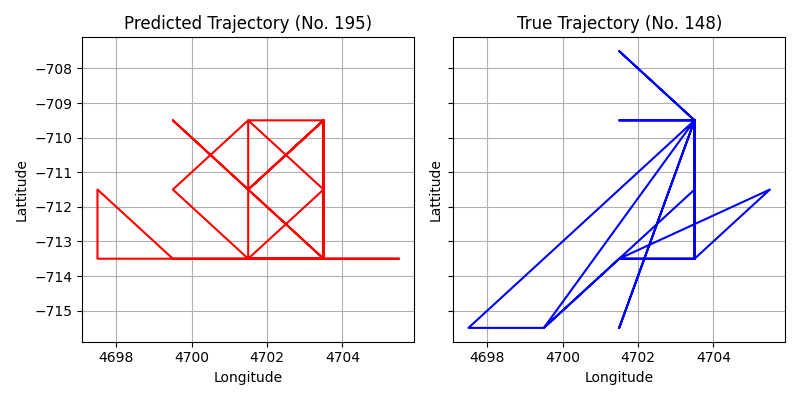 Predicted Trajectory (No. 195)
True Trajectory (No. 148)
Lattitude
−708
−709
−710
−711
−712
−713
−714
−715
4698 4700 4702 4704
Longitude
Lattitude
4698 4700 4702 4704
Longitude